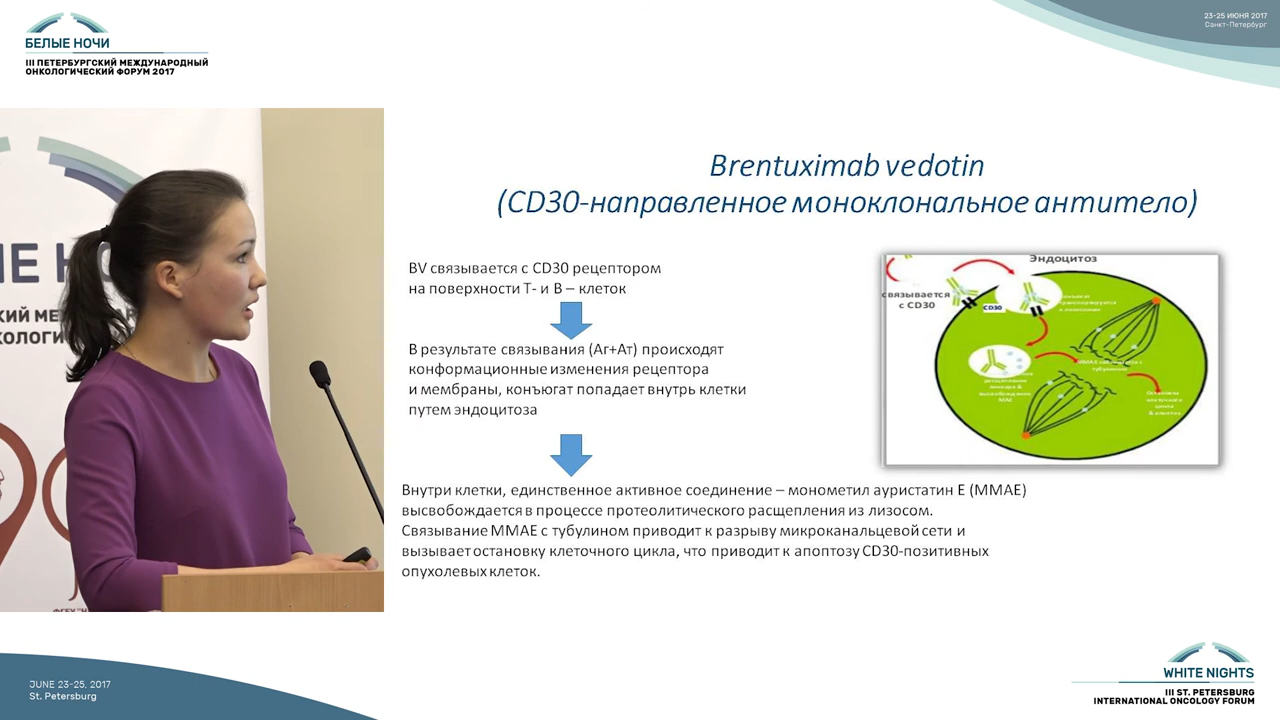 БЕЛЫЕ НОЧИ
III ПЕТЕРБУРГСКИЙ МЕЖДУНАРОДНЫЙ
ОНКОЛОГИЧЕСКИЙ ФОРУМ 2017
23-25 ИЮНЯ 2017
Санкт-Петербург
Brentuximab vedotin
(CD30-направленное моноклональное антитело)
BV связывается с CD30 рецептором
на поверхности Т- и В – клеток
В результате связывания (Аг+Ат) происходят
конформационные изменения рецептора
и мембраны, конъюгат попадает внутрь клетки
путем эндоцитоза
Эндоцитоз
связывается
с CD30
CD30
Внутри клетки, единственное активное соединение – монометил ауристатин Е (ММАЕ)
высвобождается в процессе протеолитического расщепления из лизосом.
Связывание ММАЕ с тубулином приводит к разрыву микроканальцевой сети и
вызывает остановку клеточного цикла, что приводит к апоптозу CD30-позитивных
опухолевых клеток.
JUNE 23-25, 2017
St. Petersburg
WHITE NIGHTS
III ST. PETERSBURG
INTERNATIONAL ONCOLOGY FORUM